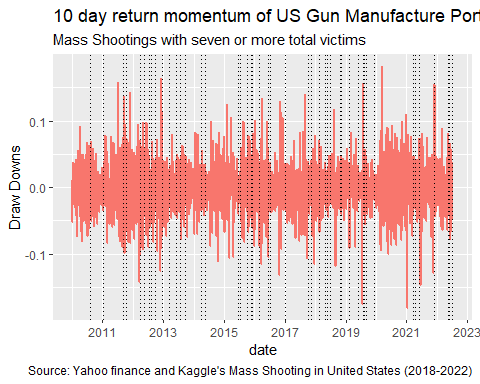 10 day return momentum of US Gun Manufacture Port
Mass Shootings with seven or more total victims
Draw Downs
0.1
0.0
-0.1
2011
2013
2015
2017
2019
2021
2023
date
Source: Yahoo finance and Kaggle's Mass Shooting in United States (2018-2022)